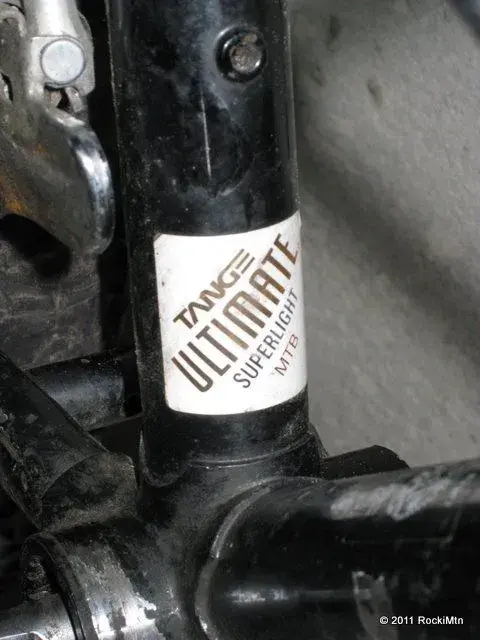 TANGE
ULTIMATE
SUPERLIGHT
MTB
© 2011 RockiMtn